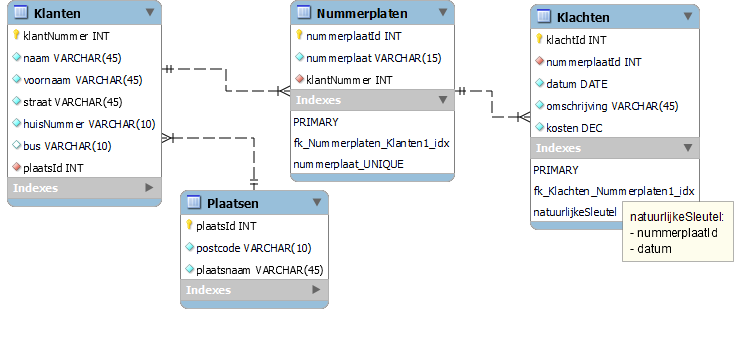 Klanten
klantNummer INT
naam VARCHAR(45)
voornaam VARCHAR(45)
straat VARCHAR(45)
huisNummer VARCHAR(10)
bus VARCHAR(10)
plaatsId INT
Indexes
Nummerplaten
nummerplaatId INT
nummerplaat VARCHAR(15)
klantNummer INT
Indexes
PRIMARY
fk_Nummerplaten_Klanten1_idx
nummerplaat_UNIQUE
Klachten
klachtId INT
nummerplaatId INT
datum DATE
omschrijving VARCHAR(45)
kosten DEC
Indexes
PRIMARY
fk_Klachten_Nummerplaten1_idx
natuurlijkeSleutel
natuurlijkeSleutel:
- nummerplaatId
- datum
Plaatsen
plaatsId INT
postcode VARCHAR(10)
plaatsnaam VARCHAR(45)
Indexes